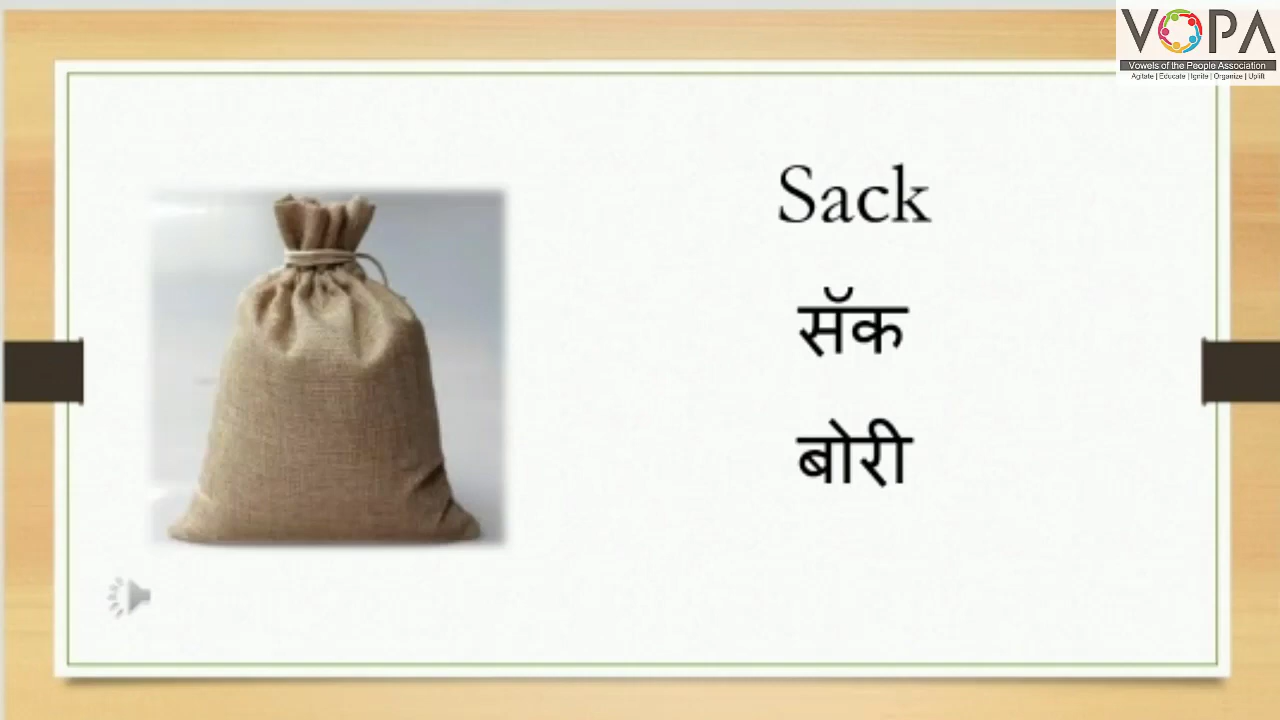 VOPA
Vowels of the People Association
Agitate | Educate | Ignite | Organize | Uplift
Sack
सॅक
बोरी